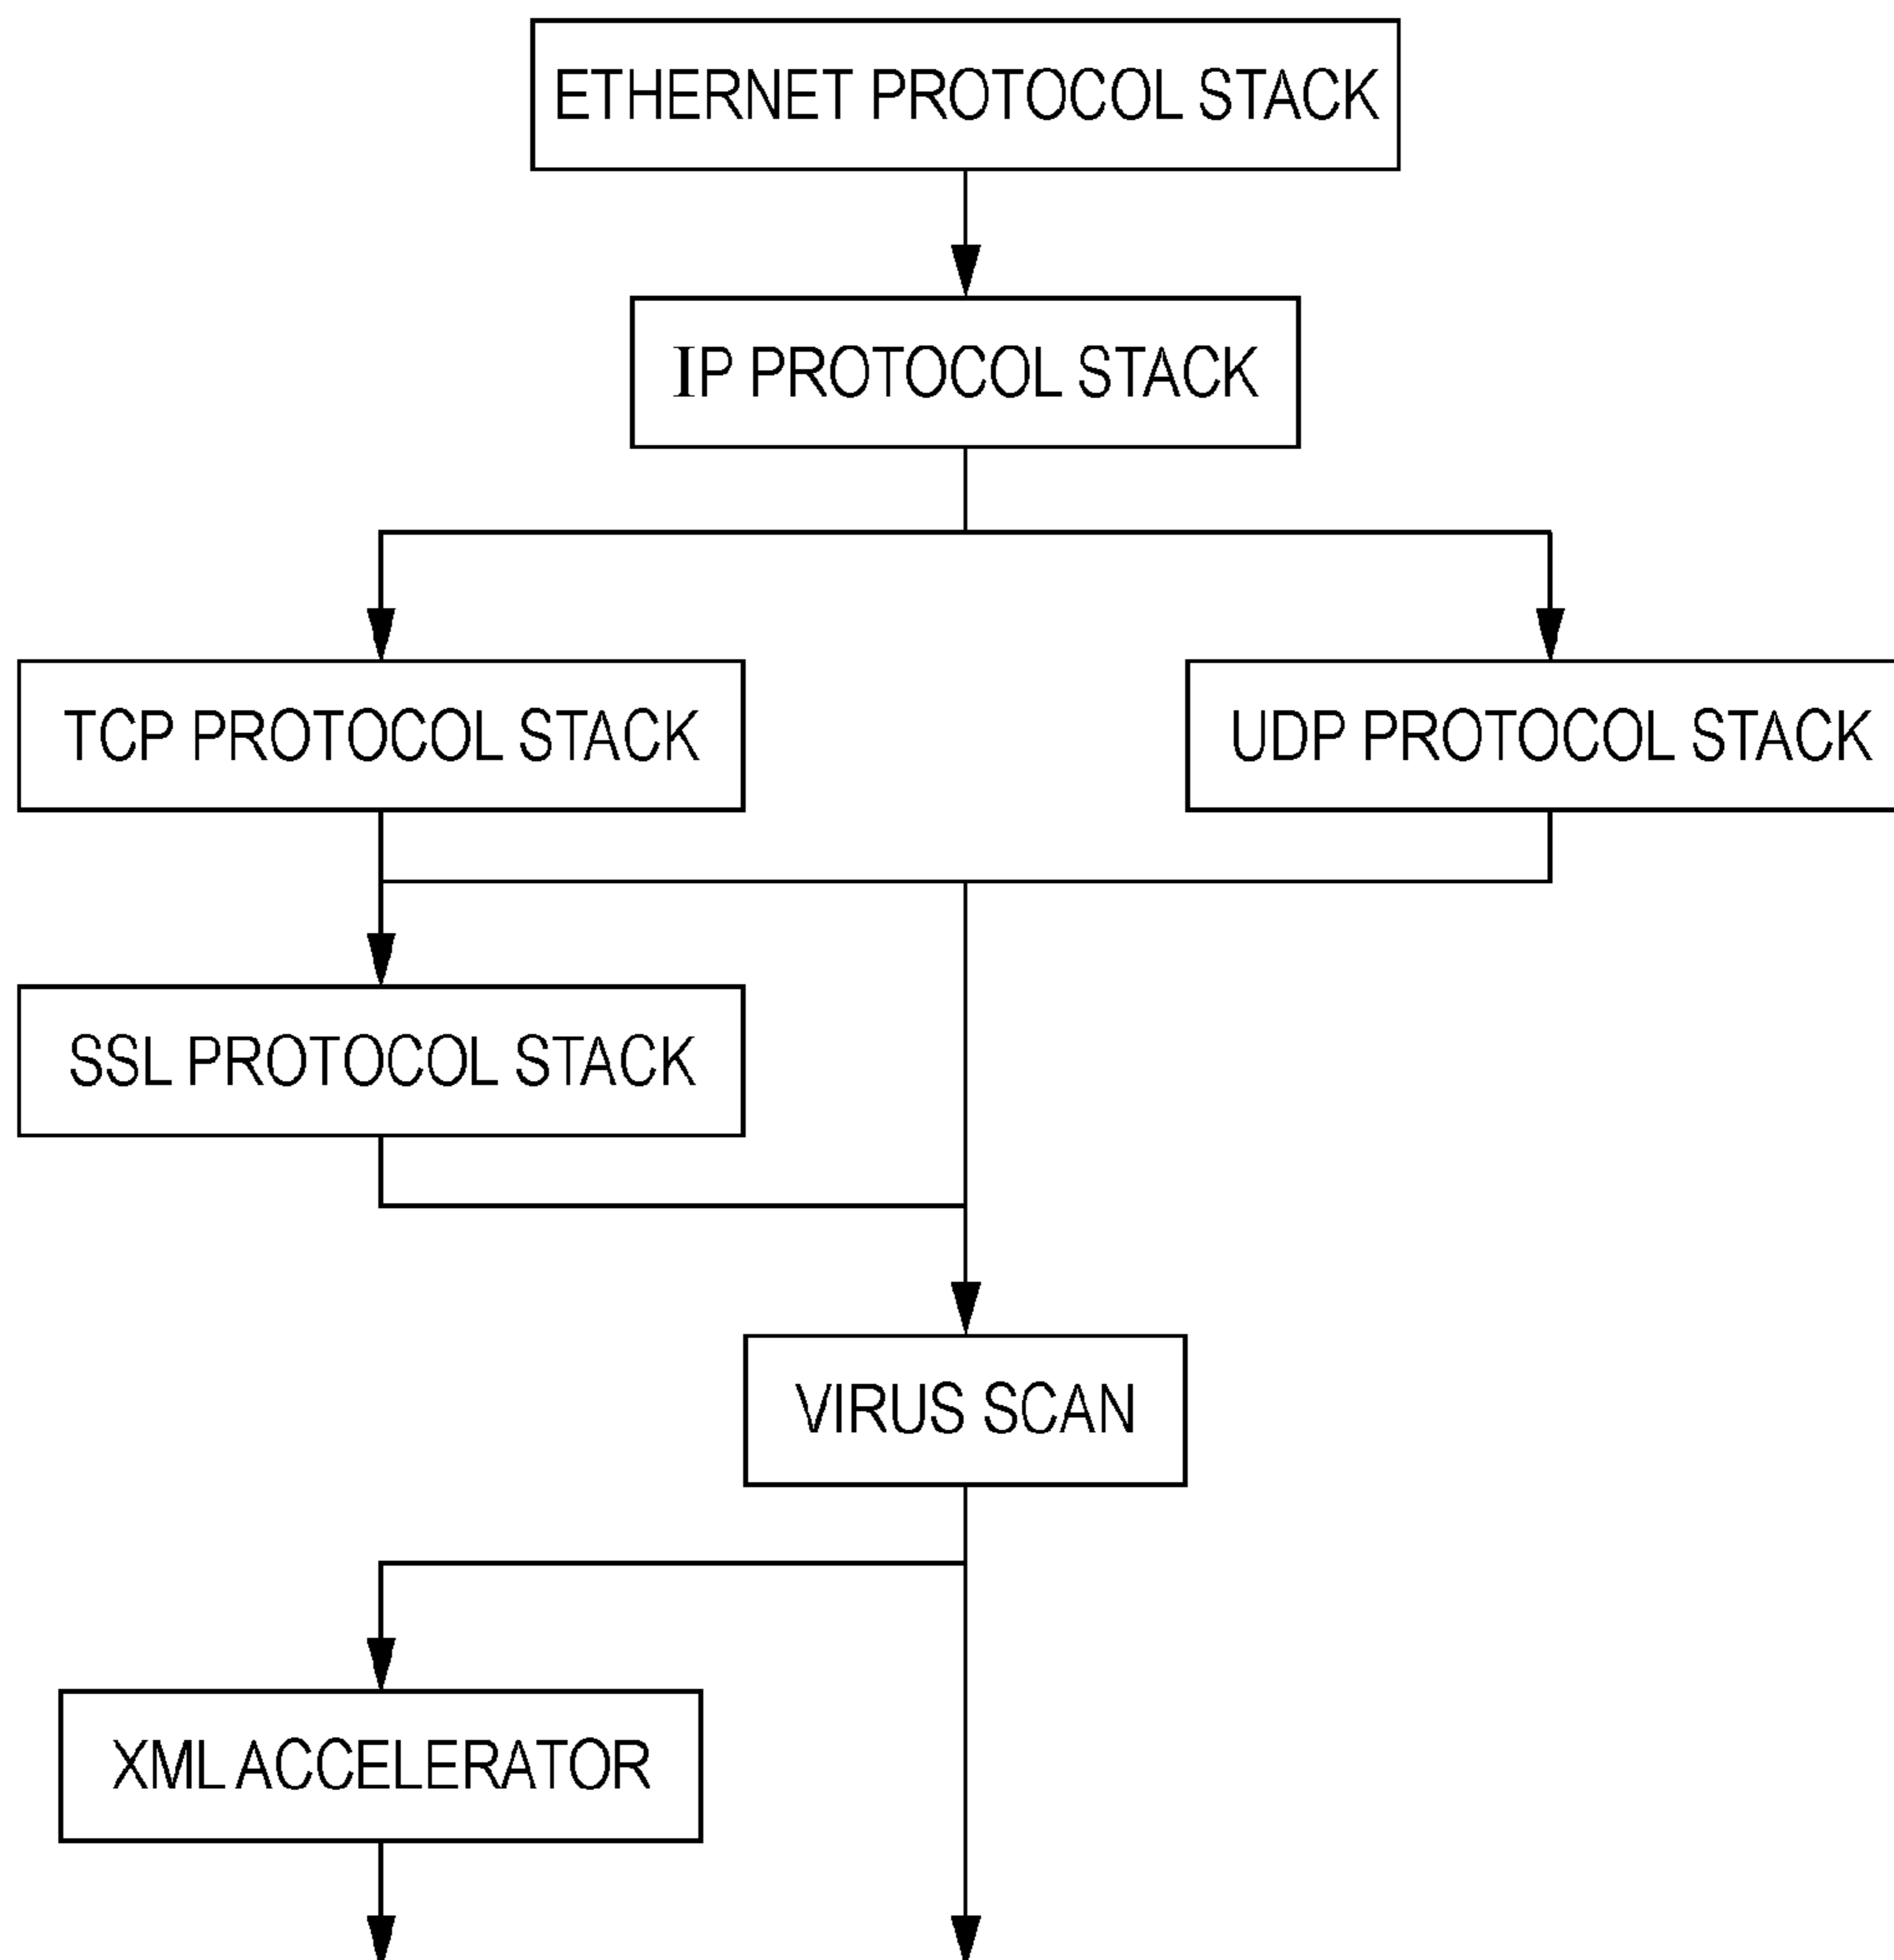 ETHERNET PROTOCOL STACK
IP PROTOCOL STACK
TCP PROTOCOL STACK
UDP PROTOCOL STACK
SSL PROTOCOL STACK
VIRUS SCAN
XML ACCELERATOR